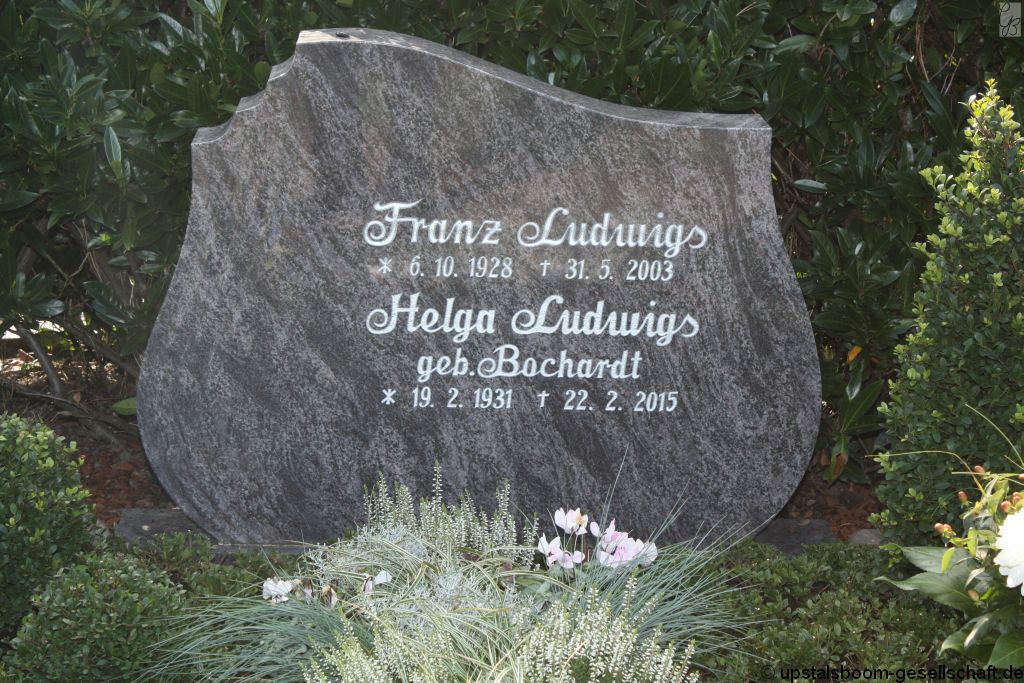 Franz Ludwigs
* 6. 10. 1928 † 31. 5. 2003
Helga Ludwigs
geb. Bochardt
* 19. 2. 1931 † 22. 2. 2015
© upstalsboom-gesellschaft.de